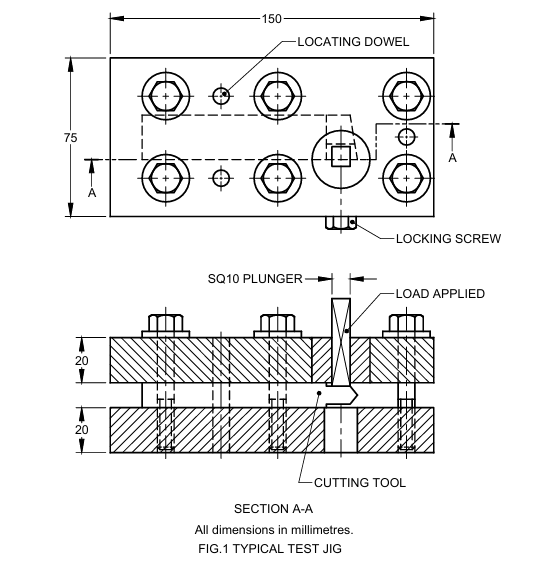 150
LOCATING DOWEL
75
A
A
LOCKING SCREW
SQ10 PLUNGER
LOAD APPLIED
20
20
CUTTING TOOL
SECTION A-A
All dimensions in millimetres.
FIG.1 TYPICAL TEST JIG